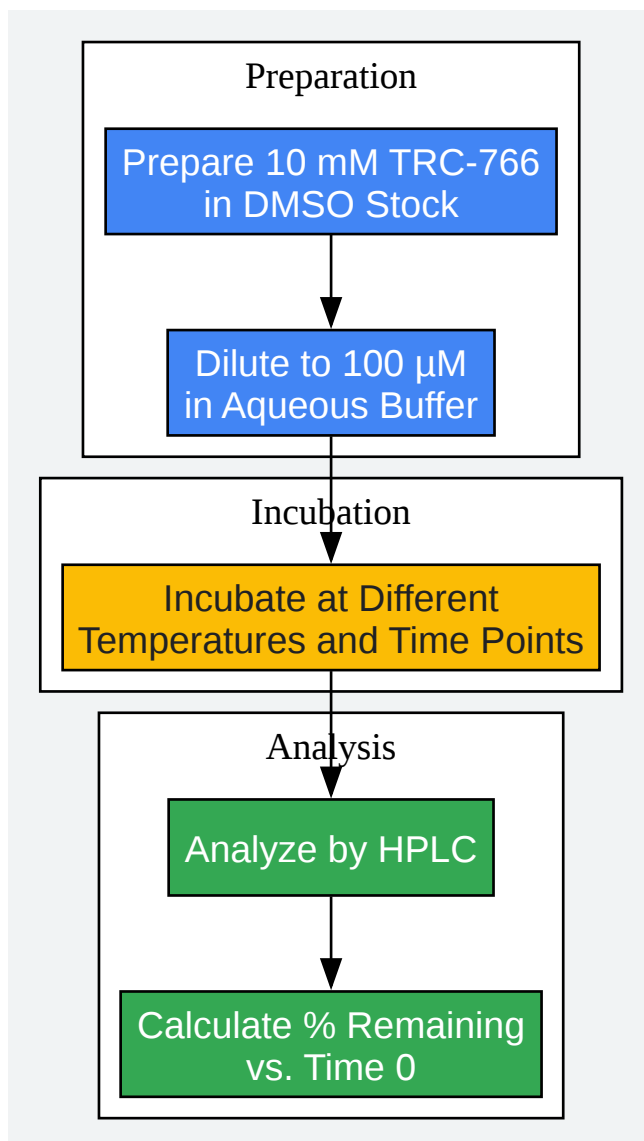 Preparation
Prepare 10 mM TRC-766
in DMSO Stock
Dilute to 100 µM
in Aqueous Buffer
Incubation
Incubate at Different
Temperatures and Time Points
Analysis
Analyze by HPLC
Calculate % Remaining
vs. Time 0